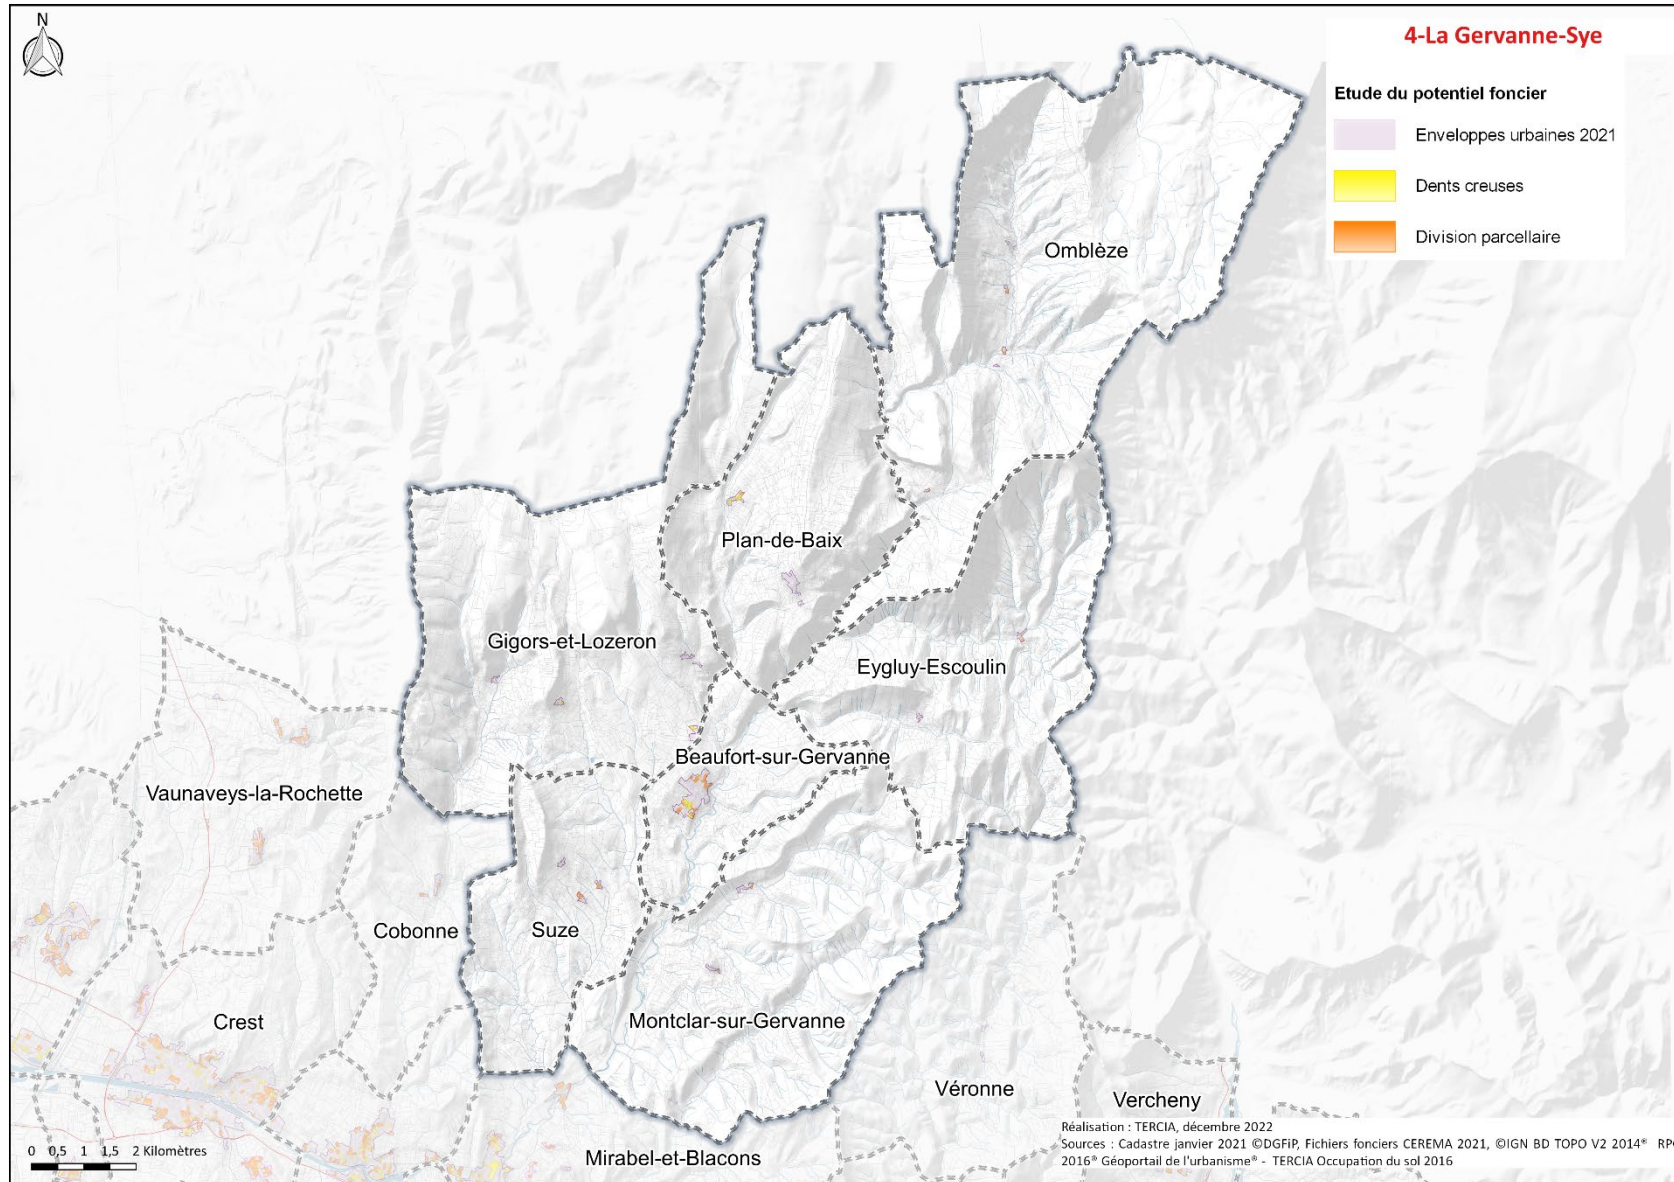 N
4-La Gervanne-Sye
Etude du potentiel foncier
Enveloppes urbaines 2021
Dents creuses
Division parcellaire
Omblèze
Plan-de-Baix
Gigors-et-Lozeron
Eygluy-Escoulin
Beaufort-sur-Gervanne
Vaunaveys-la-Rochette
Cobonne
Suze
Crest
Montclar-sur-Gervanne
Véronne
Vercheny
Mirabel-et-Blacons
0 0,5 1 1,5 2 Kilomètres
Réalisation : TERCIA, décembre 2022
Sources : Cadastre janvier 2021 ©DGFiP, Fichiers fonciers CEREMA 2021, ©IGN BD TOPO V2 2014® RPG
2016® Géoportail de l'urbanisme® - TERCIA Occupation du sol 2016